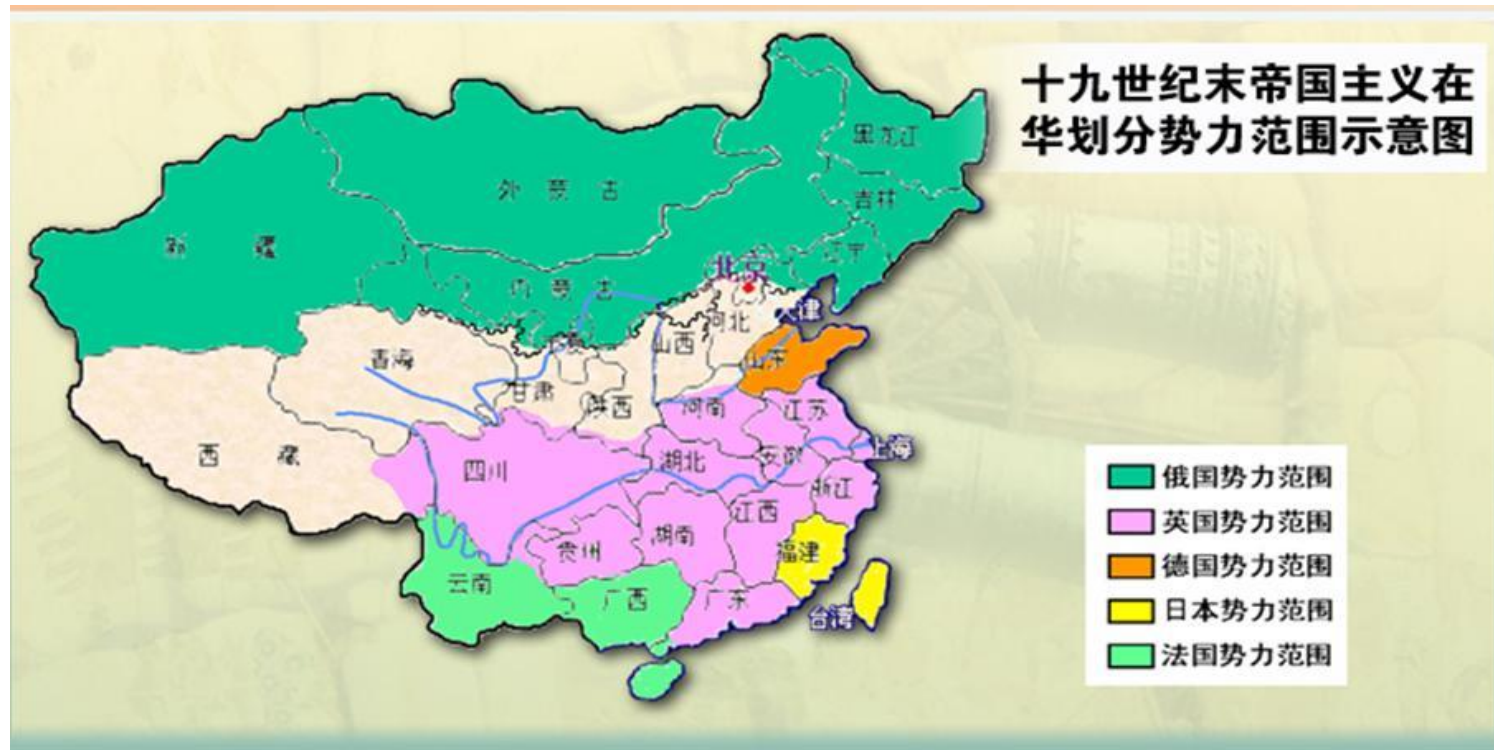 十九世纪末帝国主义在
华划分势力范围示意图
黑龙江
外蒙古
吉林
新疆
辽宁
北京
内蒙古
天津
河北
山西
青海
山东
甘肃
陕西
河南
江苏
上海
西藏
四川
湖北
安徽
浙江
江西
湖南
贵州
福建
云南
广西
广东
台湾
俄国势力范围
英国势力范围
德国势力范围
日本势力范围
法国势力范围